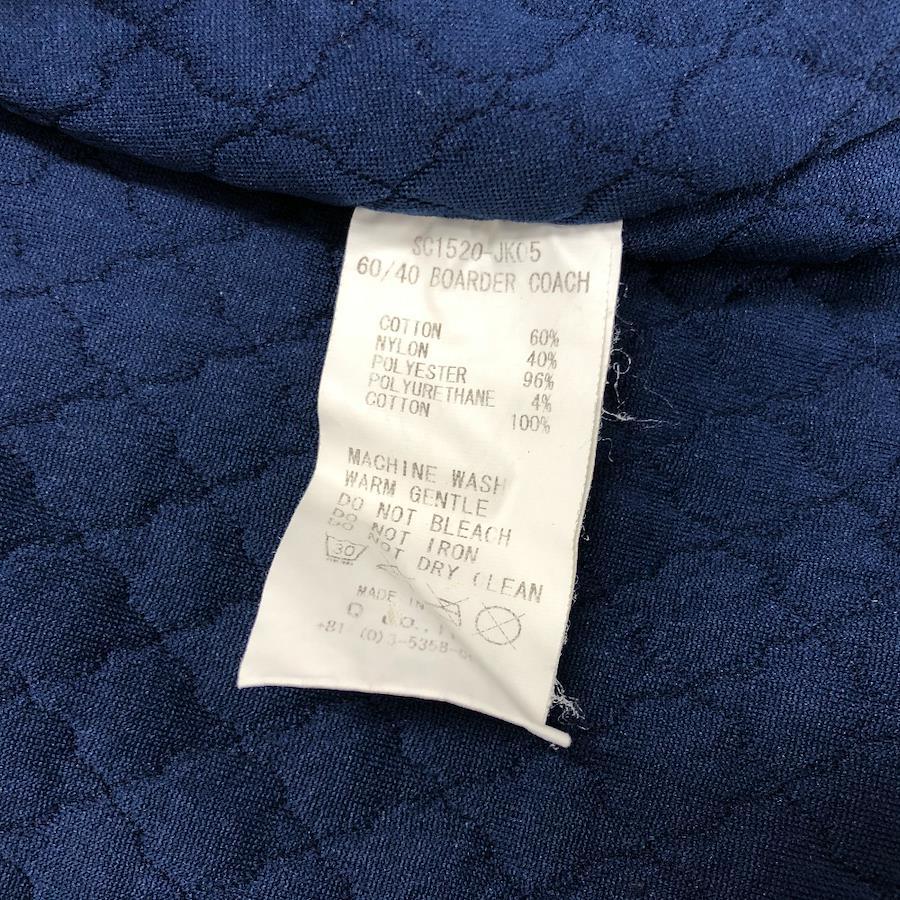 SC1520-JK05
60/40 BOARDER COACH
COTTON 60%
NYLON 40%
POLYESTER 96%
POLYURETHANE 4%
COTTON 100%
MACHINE WASH
WARM GENTLE
DO NOT BLEACH
DO NOT IRON
DO NOT DRY CLEAN
30
MADE IN
+81